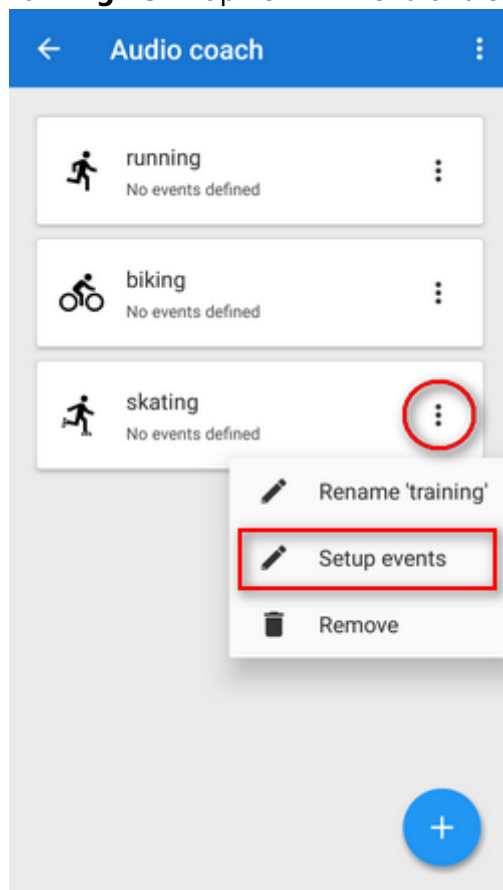 Audio coach
running
No events defined
biking
No events defined
skating
No events defined
Rename 'training'
Setup events
Remove